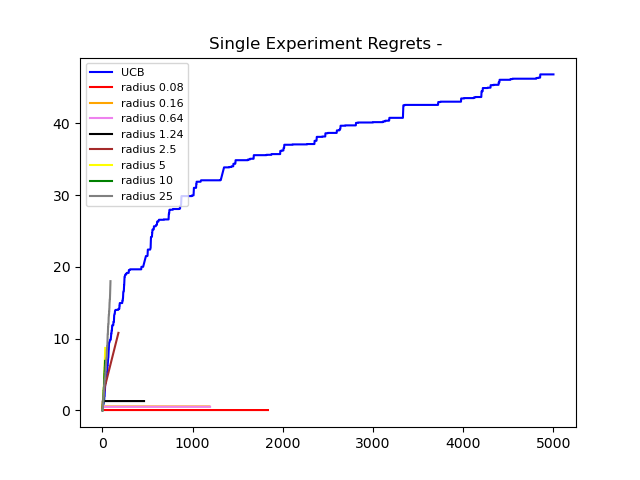 Single Experiment Regrets -
UCB
radius 0.08
radius 0.16
radius 0.64
radius 1.24
radius 2.5
radius 5
radius 10
radius 25
40
30
20
10
0
0 1000 2000 3000 4000 5000